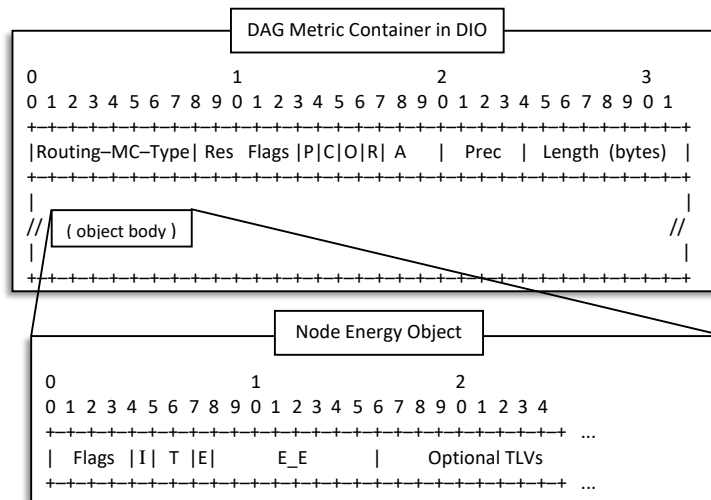 DAG Metric Container in DIO
0 1 2 3
0 1 2 3 4 5 6 7 8 9 0 1 2 3 4 5 6 7 8 9 0 1 2 3 4 5 6 7 8 9 0 1
+–+–+–+–+–+–+–+–+–+–+–+–+–+–+–+–+–+–+–+–+–+–+–+–+–+–+–+–+–+–+–+–+
|Routing–MC–Type| Res Flags|P|C|O|R| A | Prec | Length (bytes) |
+–+–+–+–+–+–+–+–+–+–+–+–+–+–+–+–+–+–+–+–+–+–+–+–+–+–+–+–+–+–+–+–+
| |
// ( object body ) //
| |
+–+–+–+–+–+–+–+–+–+–+–+–+–+–+–+–+–+–+–+–+–+–+–+–+–+–+–+–+–+–+–+–+
Node Energy Object
0 1 2
0 1 2 3 4 5 6 7 8 9 0 1 2 3 4 5 6 7 8 9 0 1 2 3 4
+–+–+–+–+–+–+–+–+–+–+–+–+–+–+–+–+–+–+–+–+–+–+–+–+–+ ...
| Flags |I| T |E| E_E | Optional TLVs
+–+–+–+–+–+–+–+–+–+–+–+–+–+–+–+–+–+–+–+–+–+–+–+–+–+ ...